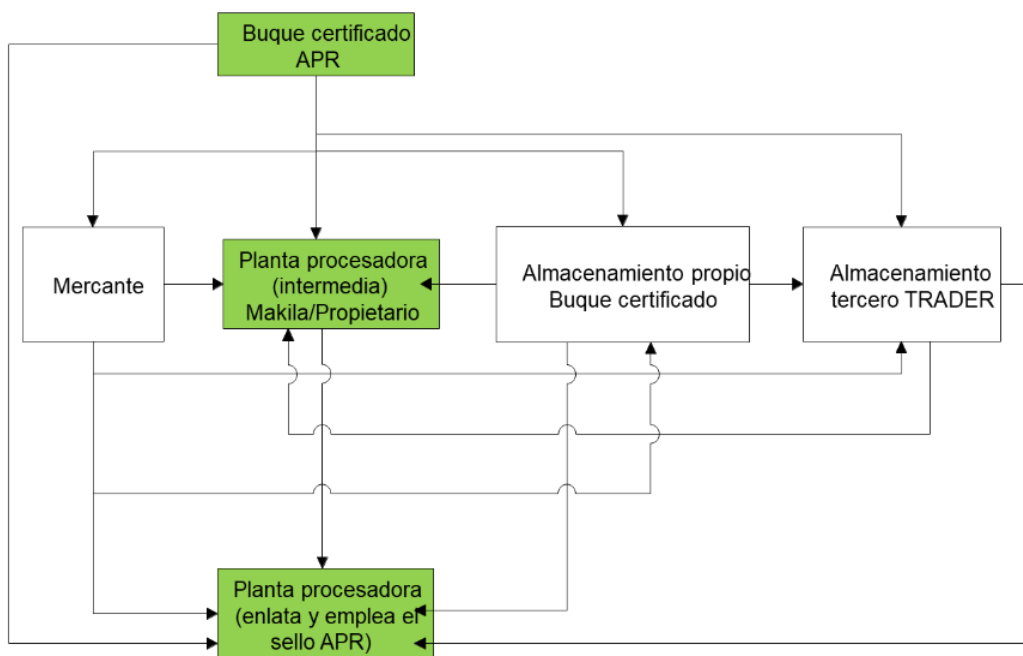 Buque certificado
APR
Mercante
Planta procesadora
(intermedia)
Makila/Propietario
Almacenamiento propio
Buque certificado
Almacenamiento
tercero TRADER
Planta procesadora
(enlata y emplea el
sello APR)